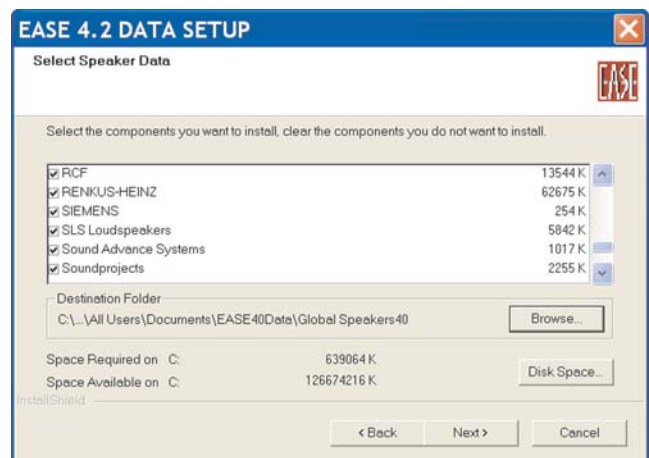 EASE 4.2 DATA SETUP
Select Speaker Data
EASE
Select the components you want to install, clear the components you do not want to install.
RCF 13544 K
RENKUS-HEINZ 62675 K
SIEMENS 254 K
SLS Loudspeakers 5842 K
Sound Advance Systems 1017 K
Soundprojects 2255 K
Destination Folder
C:\...\All Users\Documents\EASE40Data\Global Speakers40 Browse...
Space Required on C: 639064 K
Space Available on C: 126674216 K
Disk Space...
InstallShield
< Back Next > Cancel